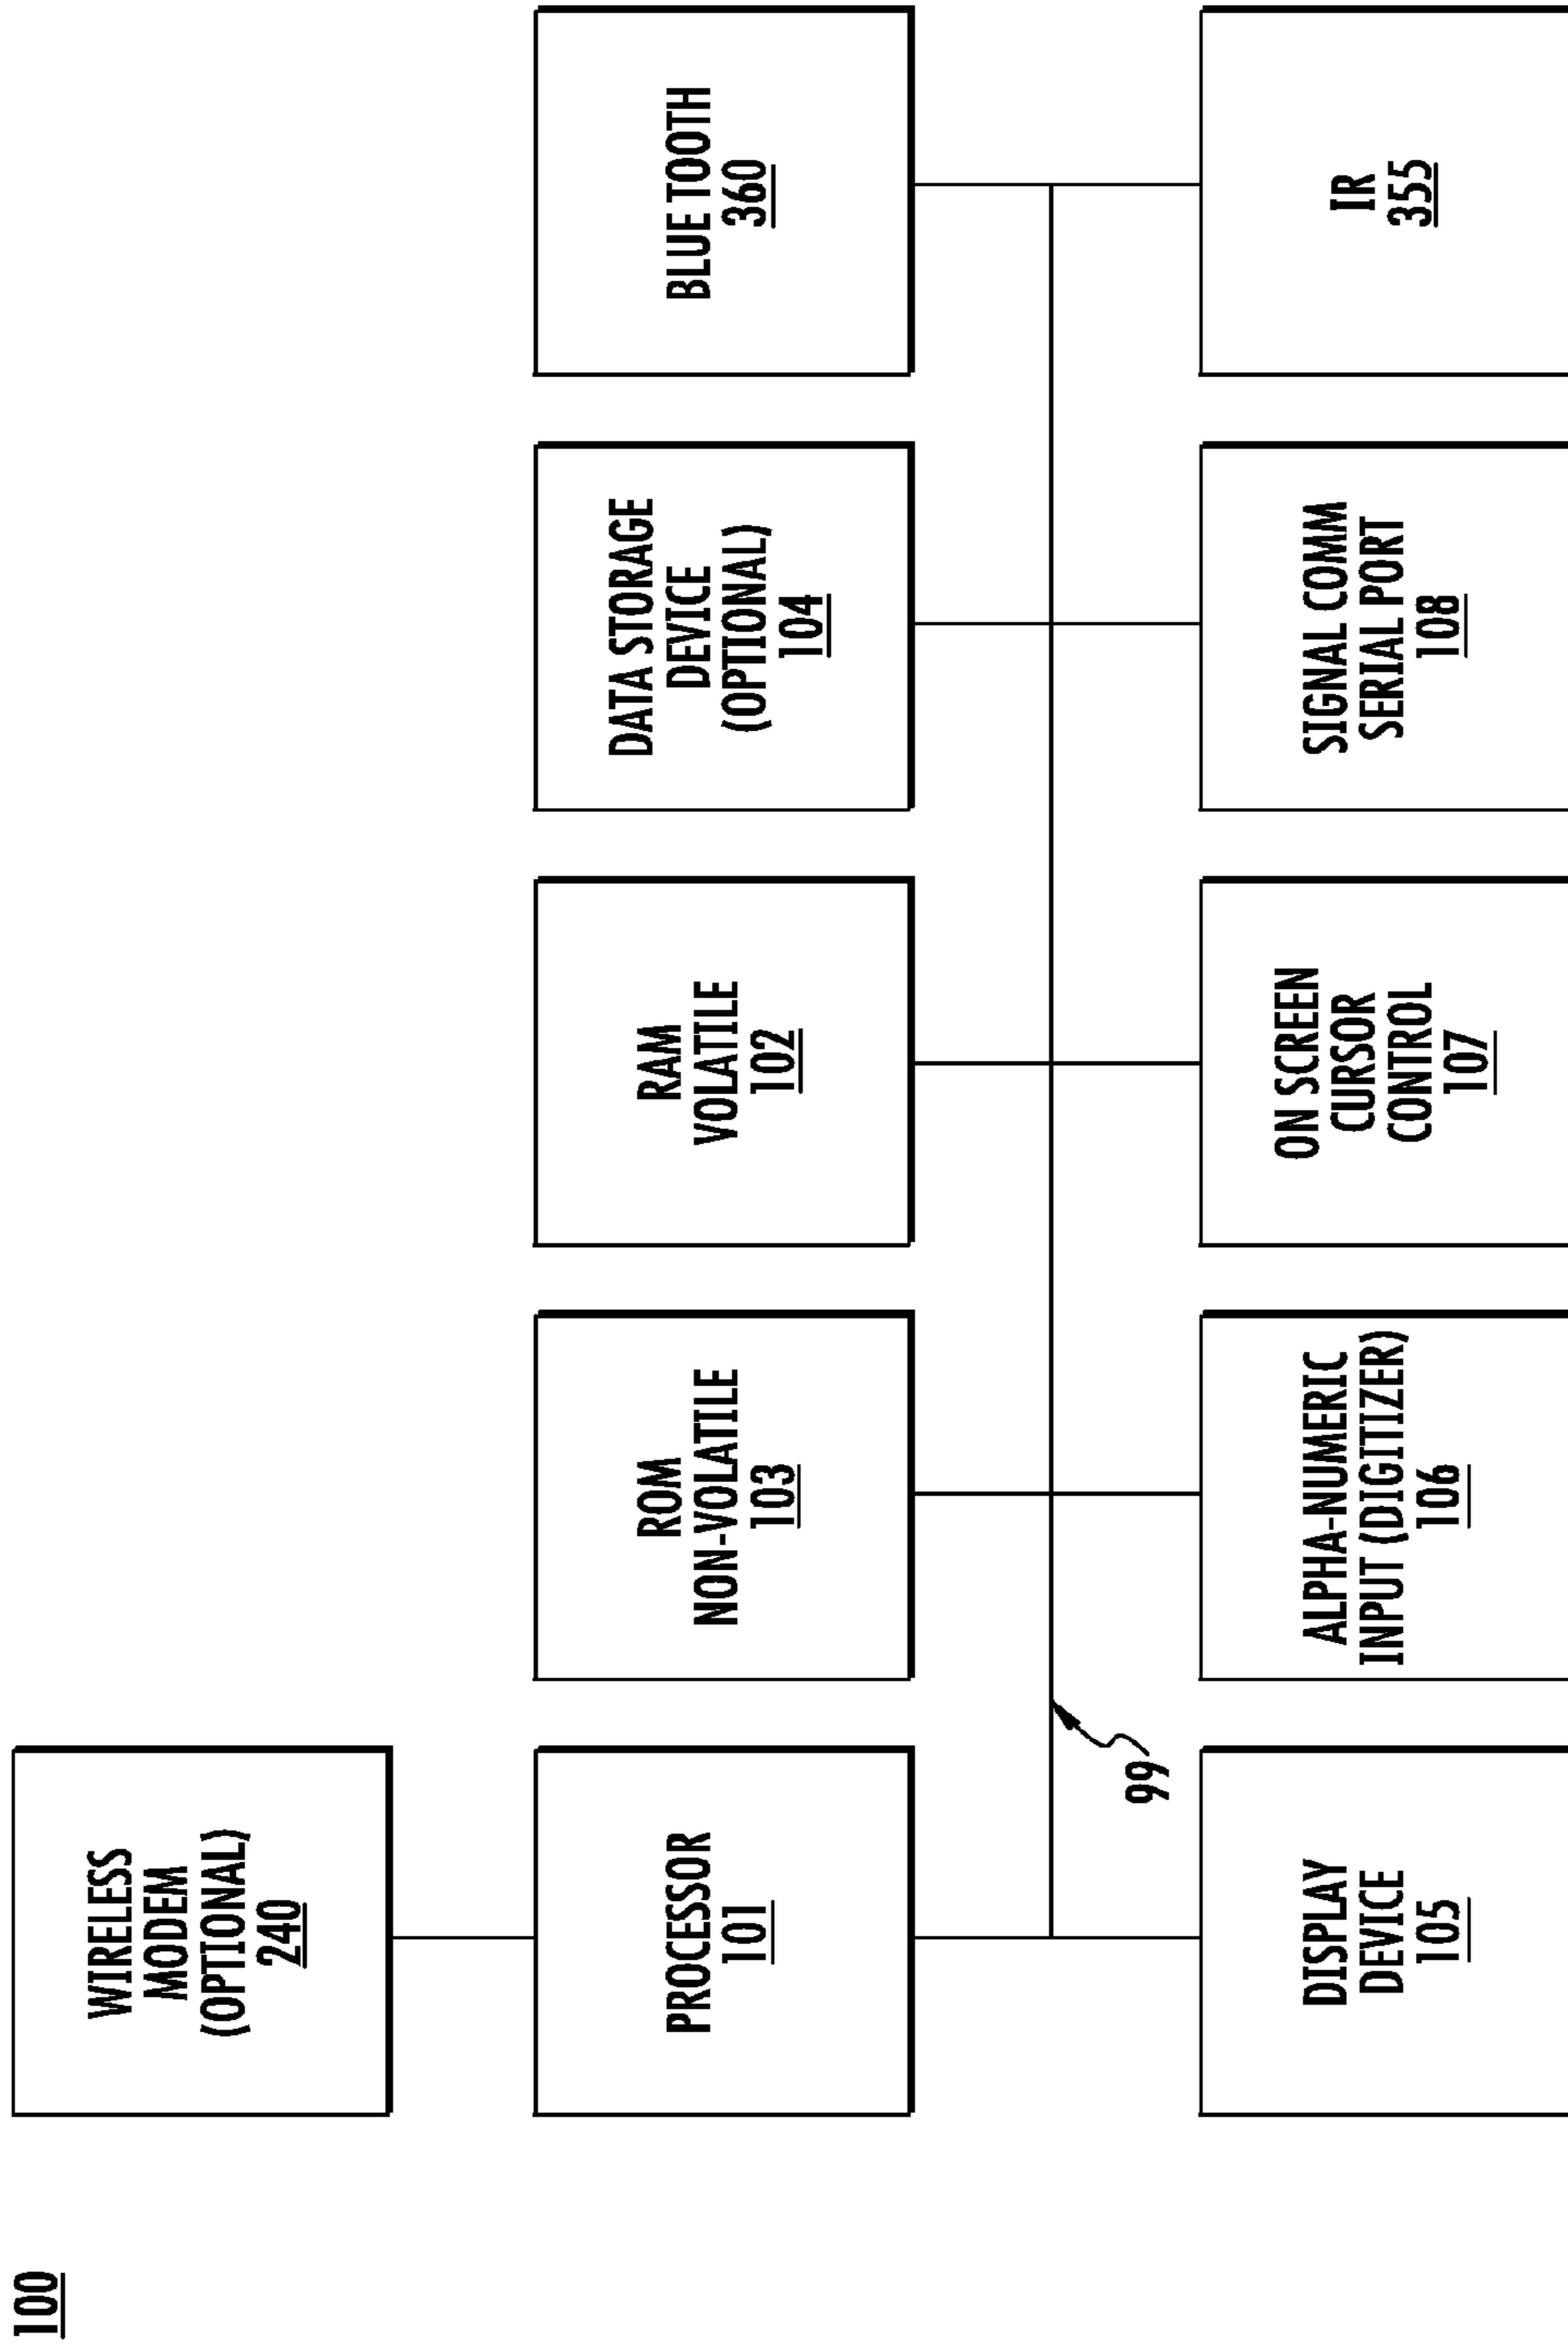 100
WIRELESS
MODEM
(OPTIONAL)
240
PROCESSOR
101
ROM
NON-VOLATILE
103
RAM
VOLATILE
102
DATA STORAGE
DEVICE
(OPTIONAL)
104
BLUE TOOTH
360
99
DISPLAY
DEVICE
105
ALPHA-NUMERIC
INPUT (DIGITIZER)
106
ON SCREEN
CURSOR
CONTROL
107
SIGNAL COMM
SERIAL PORT
108
IR
355